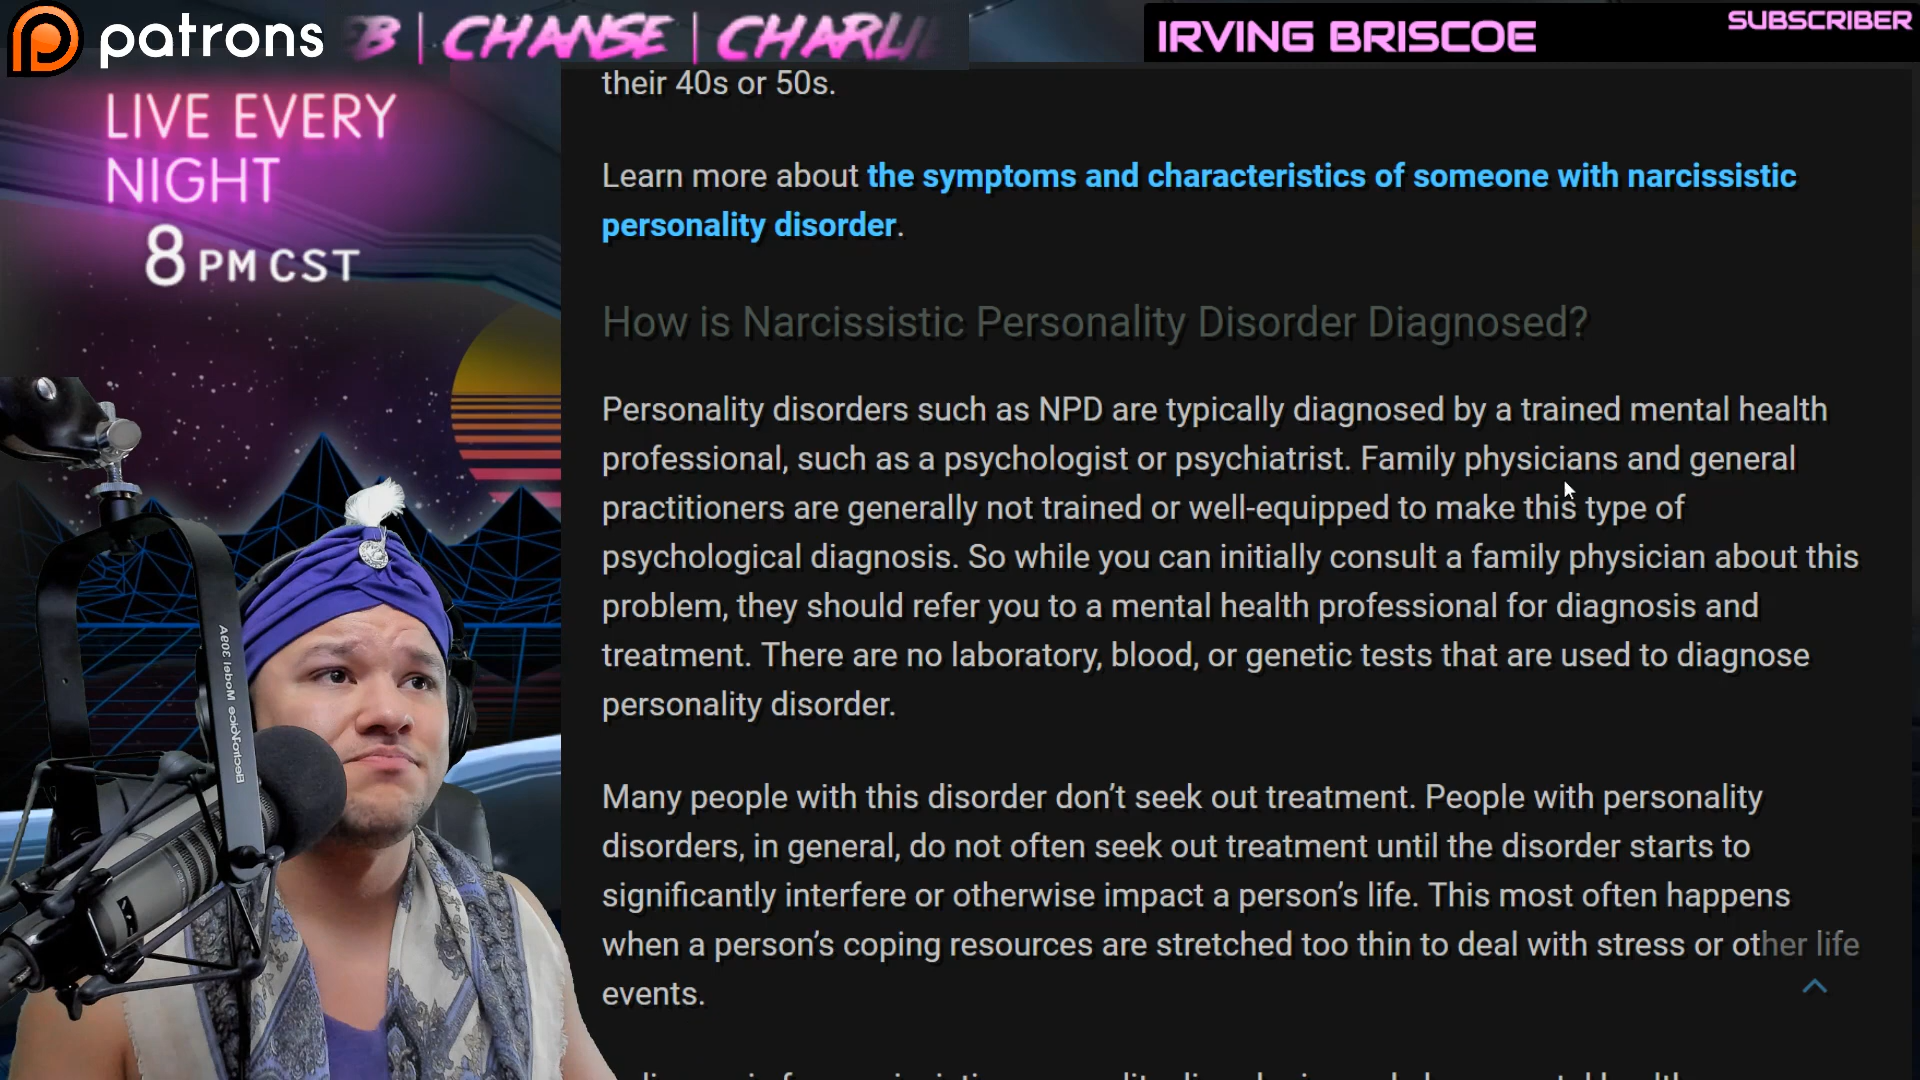 patrons
B | CHANSE | CHARLI
IRVING BRISCOE
SUBSCRIBER
LIVE EVERY
NIGHT
8 PM CST
their 40s or 50s.
Learn more about the symptoms and characteristics of someone with narcissistic
personality disorder.
How is Narcissistic Personality Disorder Diagnosed?
Personality disorders such as NPD are typically diagnosed by a trained mental health
professional, such as a psychologist or psychiatrist. Family physicians and general
practitioners are generally not trained or well-equipped to make this type of
psychological diagnosis. So while you can initially consult a family physician about this
problem, they should refer you to a mental health professional for diagnosis and
treatment. There are no laboratory, blood, or genetic tests that are used to diagnose
personality disorder.
Many people with this disorder don’t seek out treatment. People with personality
disorders, in general, do not often seek out treatment until the disorder starts to
significantly interfere or otherwise impact a person’s life. This most often happens
when a person’s coping resources are stretched too thin to deal with stress or other life
events.
ElectroVoice Model 309A